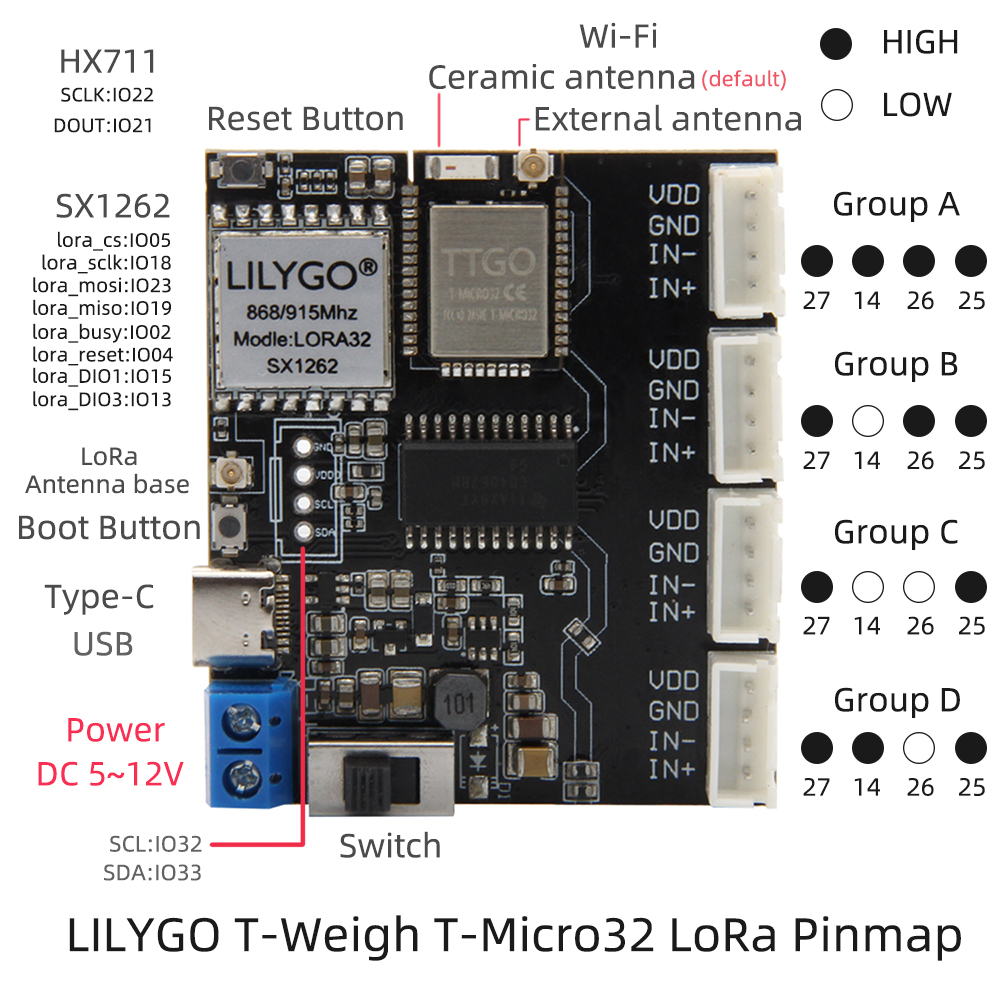 HX711
SCLK:IO22
DOUT:IO21
Wi-Fi
Ceramic antenna (default)
External antenna
Reset Button
HIGH
LOW
SX1262
lora_cs:IO05
lora_sclk:IO18
lora_mosi:IO23
lora_miso:IO19
lora_busy:IO02
lora_reset:IO04
lora_DIO1:IO15
lora_DIO3:IO13
LILYGO®
868/915Mhz
Modle:LORA32
SX1262
TTGO
T-MICRO32 CE
VDD
GND
IN-
IN+
Group A
27 14 26 25
VDD
GND
IN-
IN+
Group B
27 14 26 25
GND
VDD
SCL
SDA
LoRa
Antenna base
Boot Button
VDD
GND
IN-
IN+
Group C
27 14 26 25
Type-C
USB
101
VDD
GND
IN-
IN+
Group D
27 14 26 25
Power
DC 5~12V
SCL:IO32
SDA:IO33
Switch
LILYGO T-Weigh T-Micro32 LoRa Pinmap